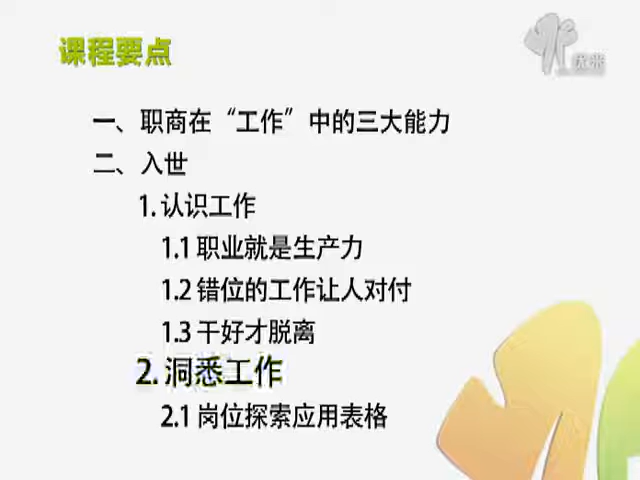 课程要点
优米
一、职商在“工作”中的三大能力
二、入世
1. 认识工作
1.1 职业就是生产力
1.2 错位的工作让人对付
1.3 干好才脱离
2. 洞悉工作
2.1 岗位探索应用表格